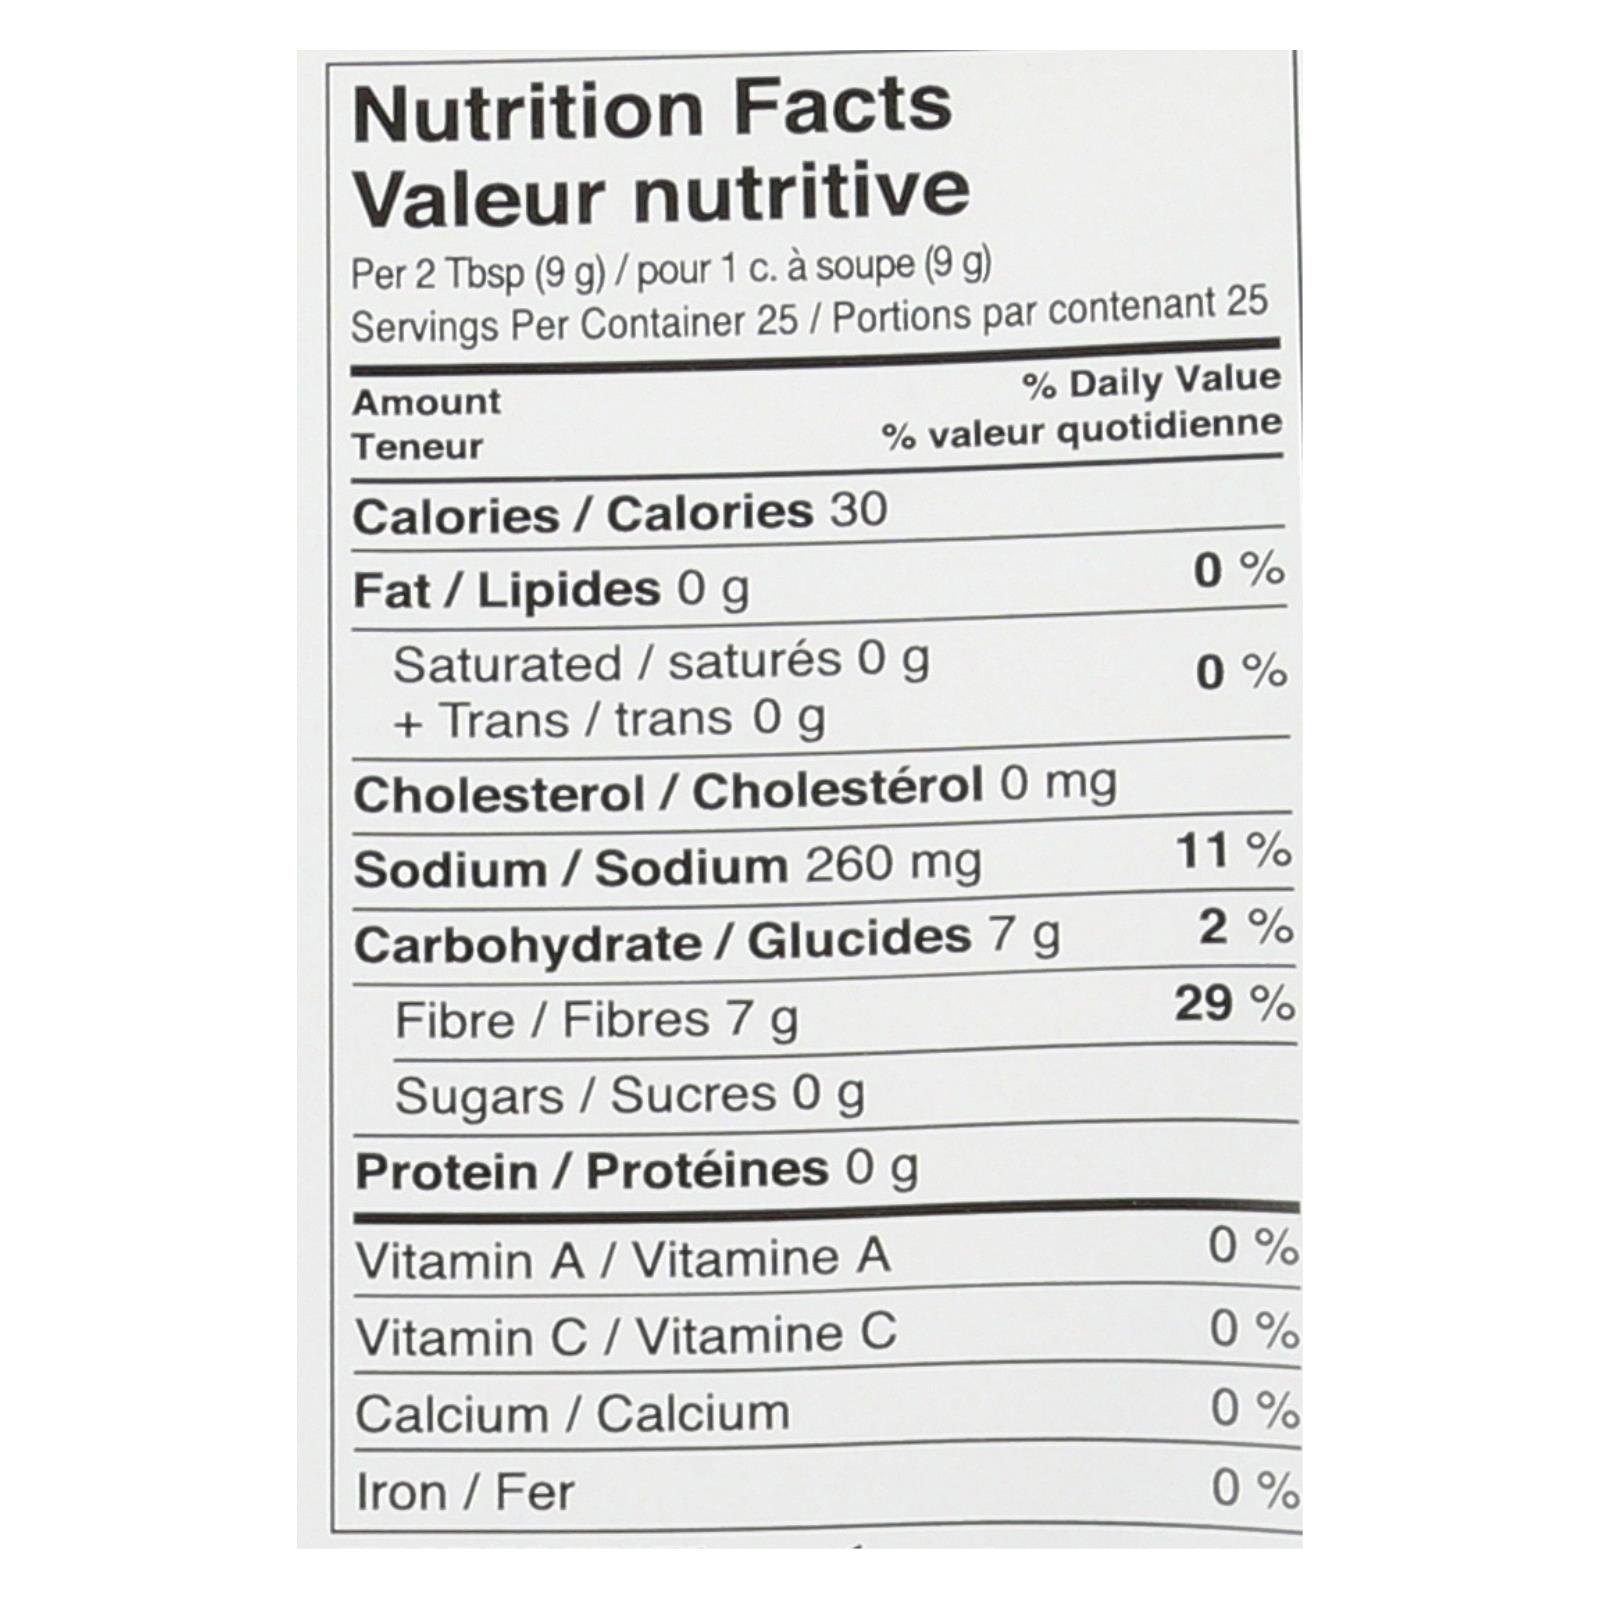 Nutrition Facts
Valeur nutritive
Per 2 Tbsp (9 g) / pour 1 c. à soupe (9 g)
Servings Per Container 25 / Portions par contenant 25
Amount % Daily Value
Teneur % valeur quotidienne
Calories / Calories 30
Fat / Lipides 0 g 0 %
Saturated / saturés 0 g 0 %
+ Trans / trans 0 g
Cholesterol / Cholestérol 0 mg
Sodium / Sodium 260 mg 11 %
Carbohydrate / Glucides 7 g 2 %
Fibre / Fibres 7 g 29 %
Sugars / Sucres 0 g
Protein / Protéines 0 g
Vitamin A / Vitamine A 0 %
Vitamin C / Vitamine C 0 %
Calcium / Calcium 0 %
Iron / Fer 0 %